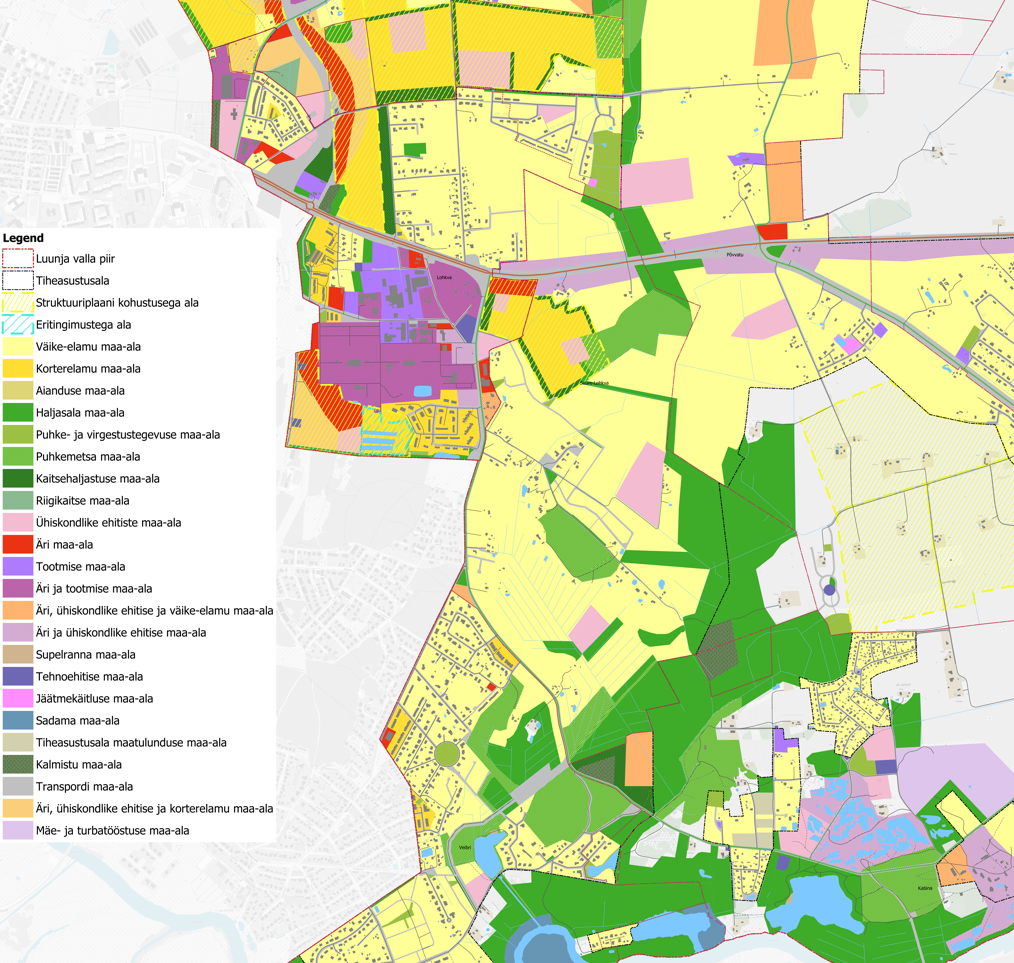 Legend
Luunja valla piir
Tiheasustusala
Struktuuriplaani kohustusega ala
Eritingimustega ala
Väike-elamu maa-ala
Korterelamu maa-ala
Aianduse maa-ala
Haljasala maa-ala
Puhke- ja virgestustegevuse maa-ala
Puhkemetsa maa-ala
Kaitsehaljastuse maa-ala
Riigikaitse maa-ala
Ühiskondlike ehitiste maa-ala
Äri maa-ala
Tootmise maa-ala
Äri ja tootmise maa-ala
Äri, ühiskondlike ehitise ja väike-elamu maa-ala
Äri ja ühiskondlike ehitise maa-ala
Supelranna maa-ala
Tehnoehitise maa-ala
Jäätmekäitluse maa-ala
Sadama maa-ala
Tiheasustusala maatulunduse maa-ala
Kalmistu maa-ala
Transpordi maa-ala
Äri, ühiskondlike ehitise ja korterelamu maa-ala
Mäe- ja turbatööstuse maa-ala
Põvvatu
Lohkva
Veibri
Kabina